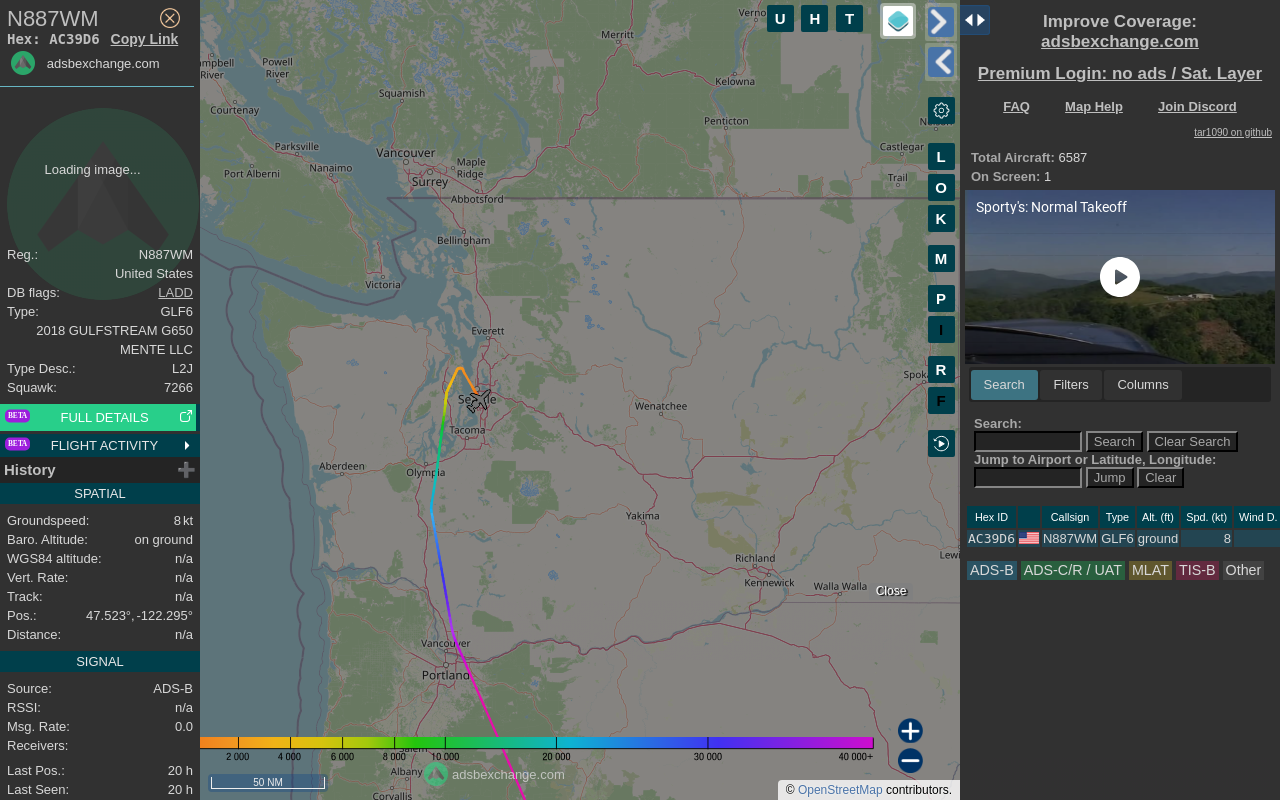 N887WM
Hex: AC39D6 Copy Link
adsbexchange.com
Loading image...
Reg.: N887WM
United States
DB flags: LADD
Type: GLF6
2018 GULFSTREAM G650
MENTE LLC
Type Desc.: L2J
Squawk: 7266
BETA FULL DETAILS
BETA FLIGHT ACTIVITY
History
SPATIAL
Groundspeed: 8 kt
Baro. Altitude: on ground
WGS84 altitude: n/a
Vert. Rate: n/a
Track: n/a
Pos.: 47.523°, -122.295°
Distance: n/a
SIGNAL
Source: ADS-B
RSSI: n/a
Msg. Rate: 0.0
Receivers:
Last Pos.: 20 h
Last Seen: 20 h
Merritt
Powell
River
River
Kelowna
Squamish
Courtenay
Penticton
Parksville
Vancouver
Castlegar
Nanaimo
Maple
Ridge
Port Alberni
Surrey
Trail
Abbotsford
Bellingham
Victoria
Everett
Wenatchee
Tacoma
Aberdeen
Olympia
Yakima
Richland
Kennewick
Walla Walla
Vancouver
Portland
Albany
Corvallis
U H T
L
O
K
M
P
I
R
F
Close
2 000 4 000 6 000 8 000 10 000 20 000 30 000 40 000+
adsbexchange.com
50 NM
© OpenStreetMap contributors.
Improve Coverage:
adsbexchange.com
Premium Login: no ads / Sat. Layer
FAQ Map Help Join Discord
tar1090 on github
Total Aircraft: 6587
On Screen: 1
Sporty's: Normal Takeoff
Search Filters Columns
Search:
Search Clear Search
Jump to Airport or Latitude, Longitude:
Jump Clear
Hex ID Callsign Type Alt. (ft) Spd. (kt) Wind D.
AC39D6 N887WM GLF6 ground 8
ADS-B ADS-C/R / UAT MLAT TIS-B Other